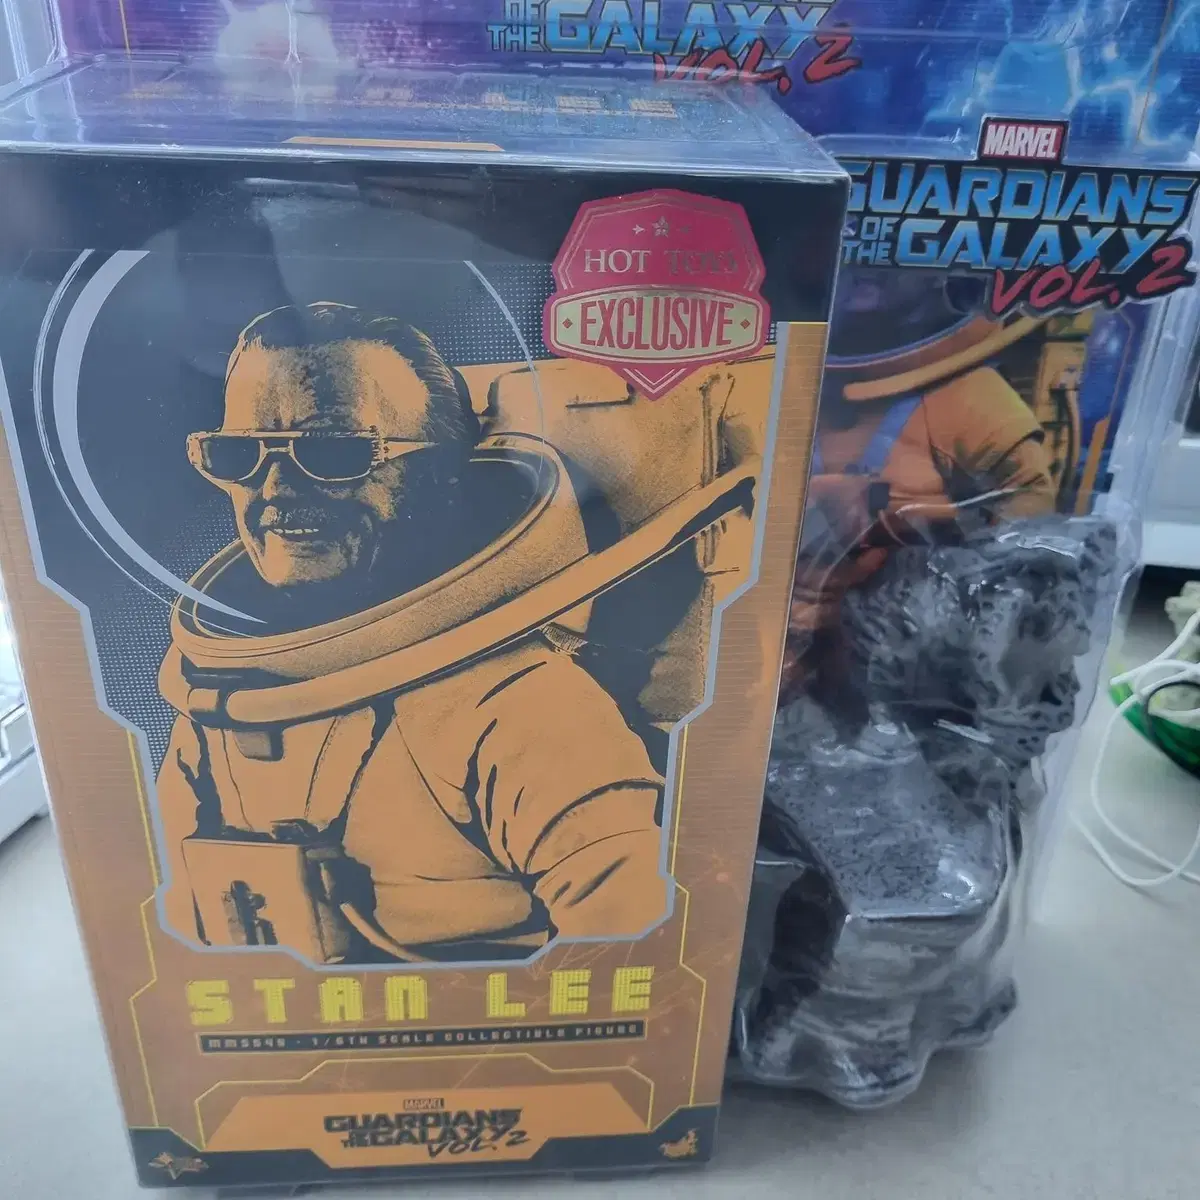 OF
THE GALAXY
VOL. 2
MARVEL
GUARDIANS
OF
THE GALAXY
VOL. 2
HOT TOYS
EXCLUSIVE
STAN LEE
1/6TH SCALE COLLECTIBLE FIGURE
MARVEL
GUARDIANS
OF
THE GALAXY
VOL. 2